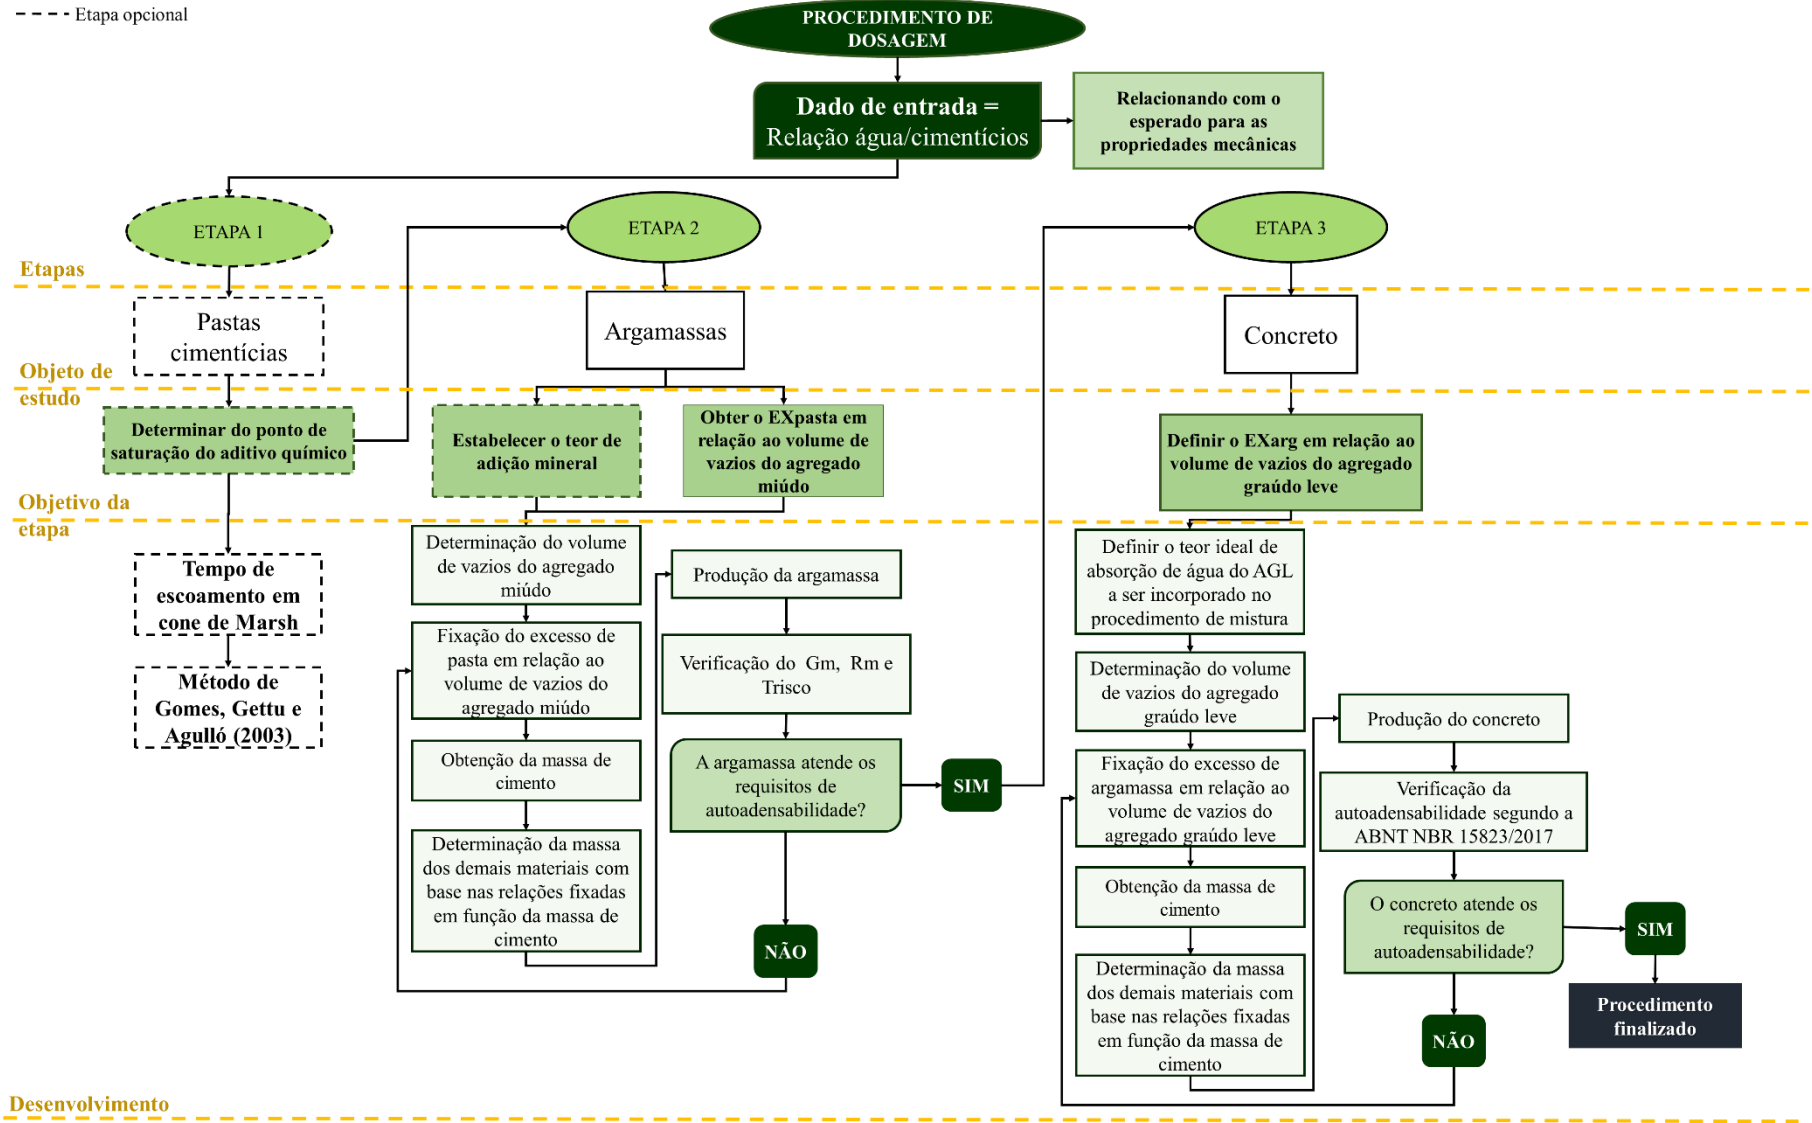 Etapa opcional
PROCEDIMENTO DE
DOSAGEM
Dado de entrada =
Relação água/cimentícios
Relacionando com o
esperado para as
propriedades mecânicas
ETAPA 1
ETAPA 2
ETAPA 3
Etapas
Pastas
cimentícias
Argamassas
Concreto
Objeto de
estudo
Determinar do ponto de
saturação do aditivo químico
Estabelecer o teor de
adição mineral
Obter o EXpasta em
relação ao volume de
vazios do agregado
miúdo
Definir o EXarg em relação ao
volume de vazios do agregado
graúdo leve
Objetivo da
etapa
Tempo de
escoamento em
cone de Marsh
Método de
Gomes, Gettu e
Agulló (2003)
Determinação do volume
de vazios do agregado
miúdo
Fixação do excesso de
pasta em relação ao
volume de vazios do
agregado miúdo
Obtenção da massa de
cimento
Determinação da massa
dos demais materiais com
base nas relações fixadas
em função da massa de
cimento
Produção da argamassa
Verificação do Gm, Rm e
Trisco
A argamassa atende os
requisitos de
autoadensabilidade?
SIM
NÃO
Definir o teor ideal de
absorção de água do AGL
a ser incorporado no
procedimento de mistura
Determinação do volume
de vazios do agregado
graúdo leve
Fixação do excesso de
argamassa em relação ao
volume de vazios do
agregado graúdo leve
Obtenção da massa de
cimento
Determinação da massa
dos demais materiais com
base nas relações fixadas
em função da massa de
cimento
Produção do concreto
Verificação da
autoadensabilidade segundo a
ABNT NBR 15823/2017
O concreto atende os
requisitos de
autoadensabilidade?
SIM
NÃO
Procedimento
finalizado
Desenvolvimento